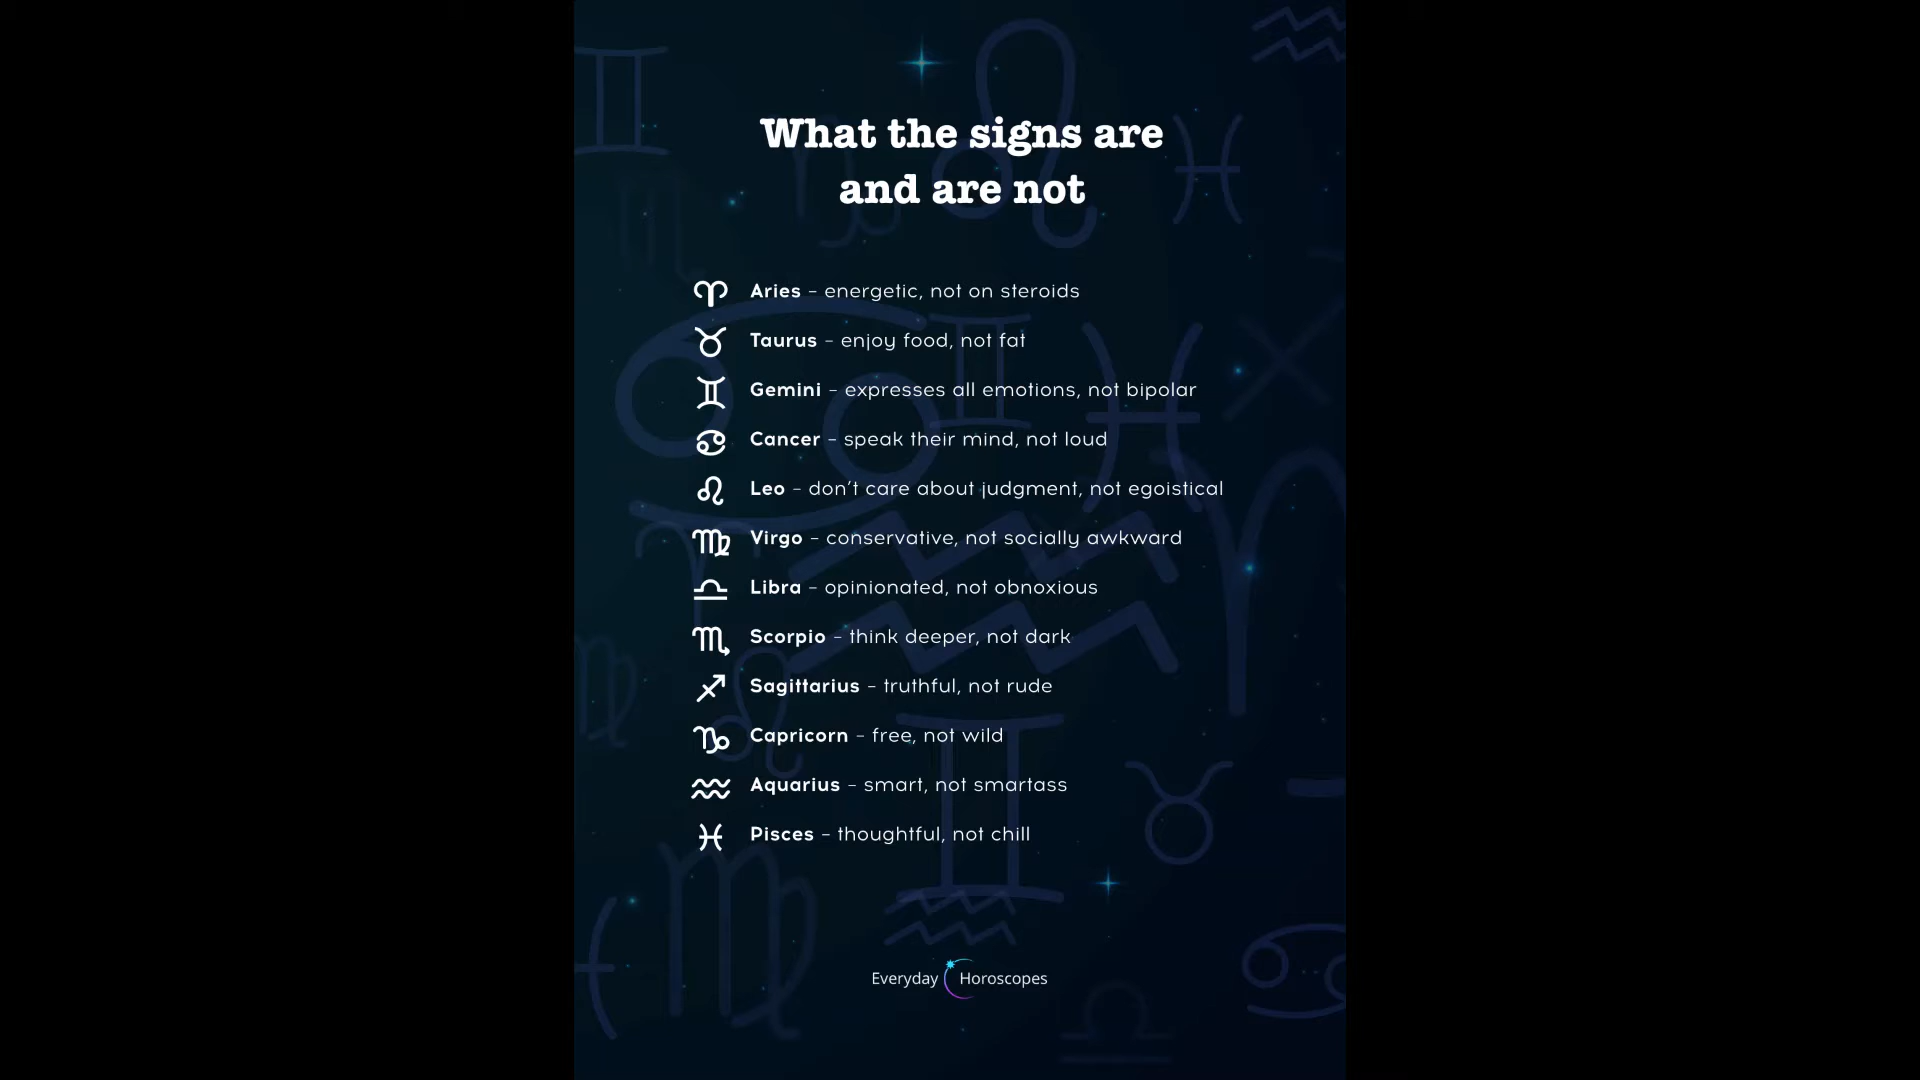 What the signs are
and are not
Aries – energetic, not on steroids
Taurus – enjoy food, not fat
Gemini – expresses all emotions, not bipolar
Cancer – speak their mind, not loud
Leo – don’t care about judgment, not egoistical
Virgo – conservative, not socially awkward
Libra – opinionated, not obnoxious
Scorpio – think deeper, not dark
Sagittarius – truthful, not rude
Capricorn – free, not wild
Aquarius – smart, not smartass
Pisces – thoughtful, not chill
Everyday Horoscopes